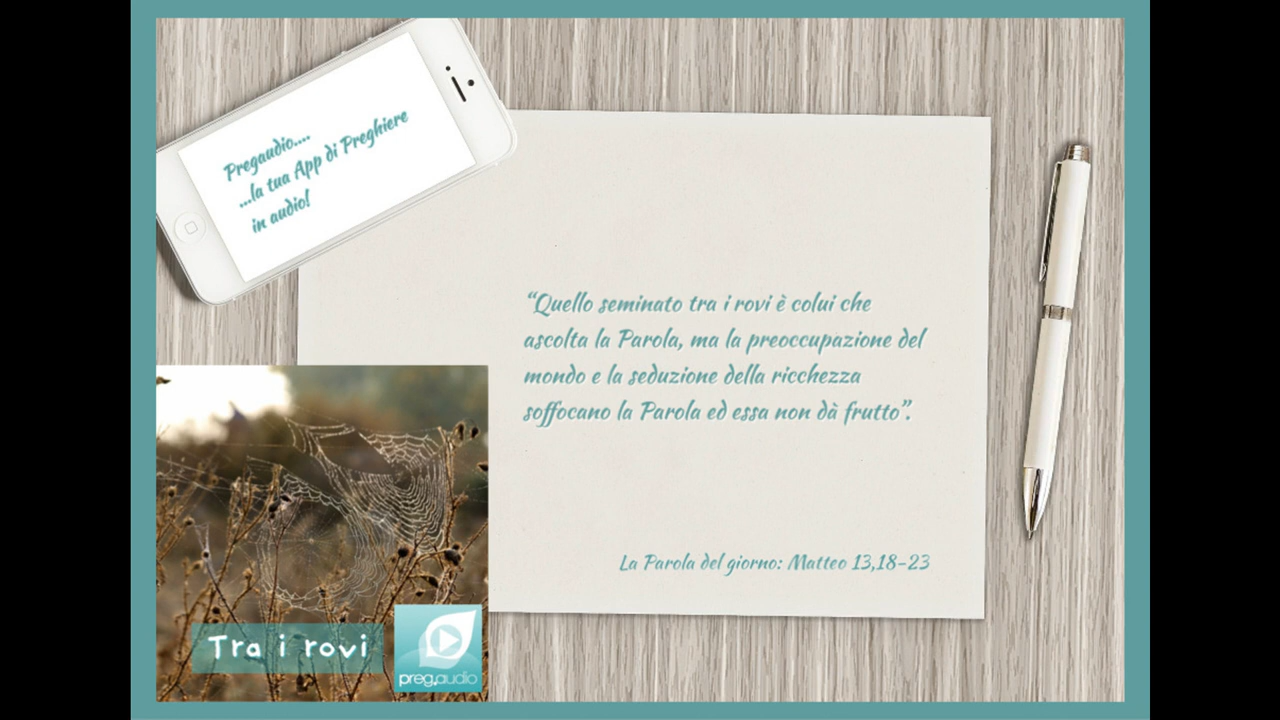 Pregaudio....
...la tua App di Preghiere
in audio!
“Quello seminato tra i rovi è colui che
ascolta la Parola, ma la preoccupazione del
mondo e la seduzione della ricchezza
soffocano la Parola ed essa non dà frutto”.
La Parola del giorno: Matteo 13,18-23
Tra i rovi
preg.audio